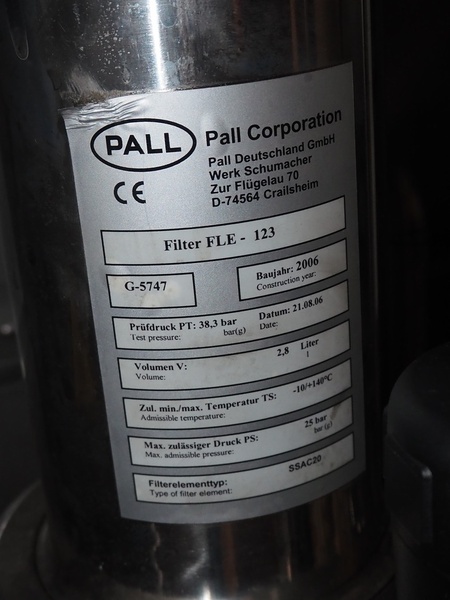 PALL
Pall Corporation
Pall Deutschland GmbH
Werk Schumacher
Zur Flügelau 70
D-74564 Crailsheim
CE
Filter FLE - 123
G-5747
Baujahr: 2006
Construction year:
Prüfdruck PT: 38,3 bar Datum: 21.08.06
Test pressure: bar(g) Date:
Volumen V: 2,8 Liter
Volume: l
Zul. min./max. Temperatur TS: -10/+140°C
Admissible temperature:
Max. zulässiger Druck PS: 25 bar
Max. admissible pressure: bar(g)
Filterelementtyp: SSAC20
Type of filter element: